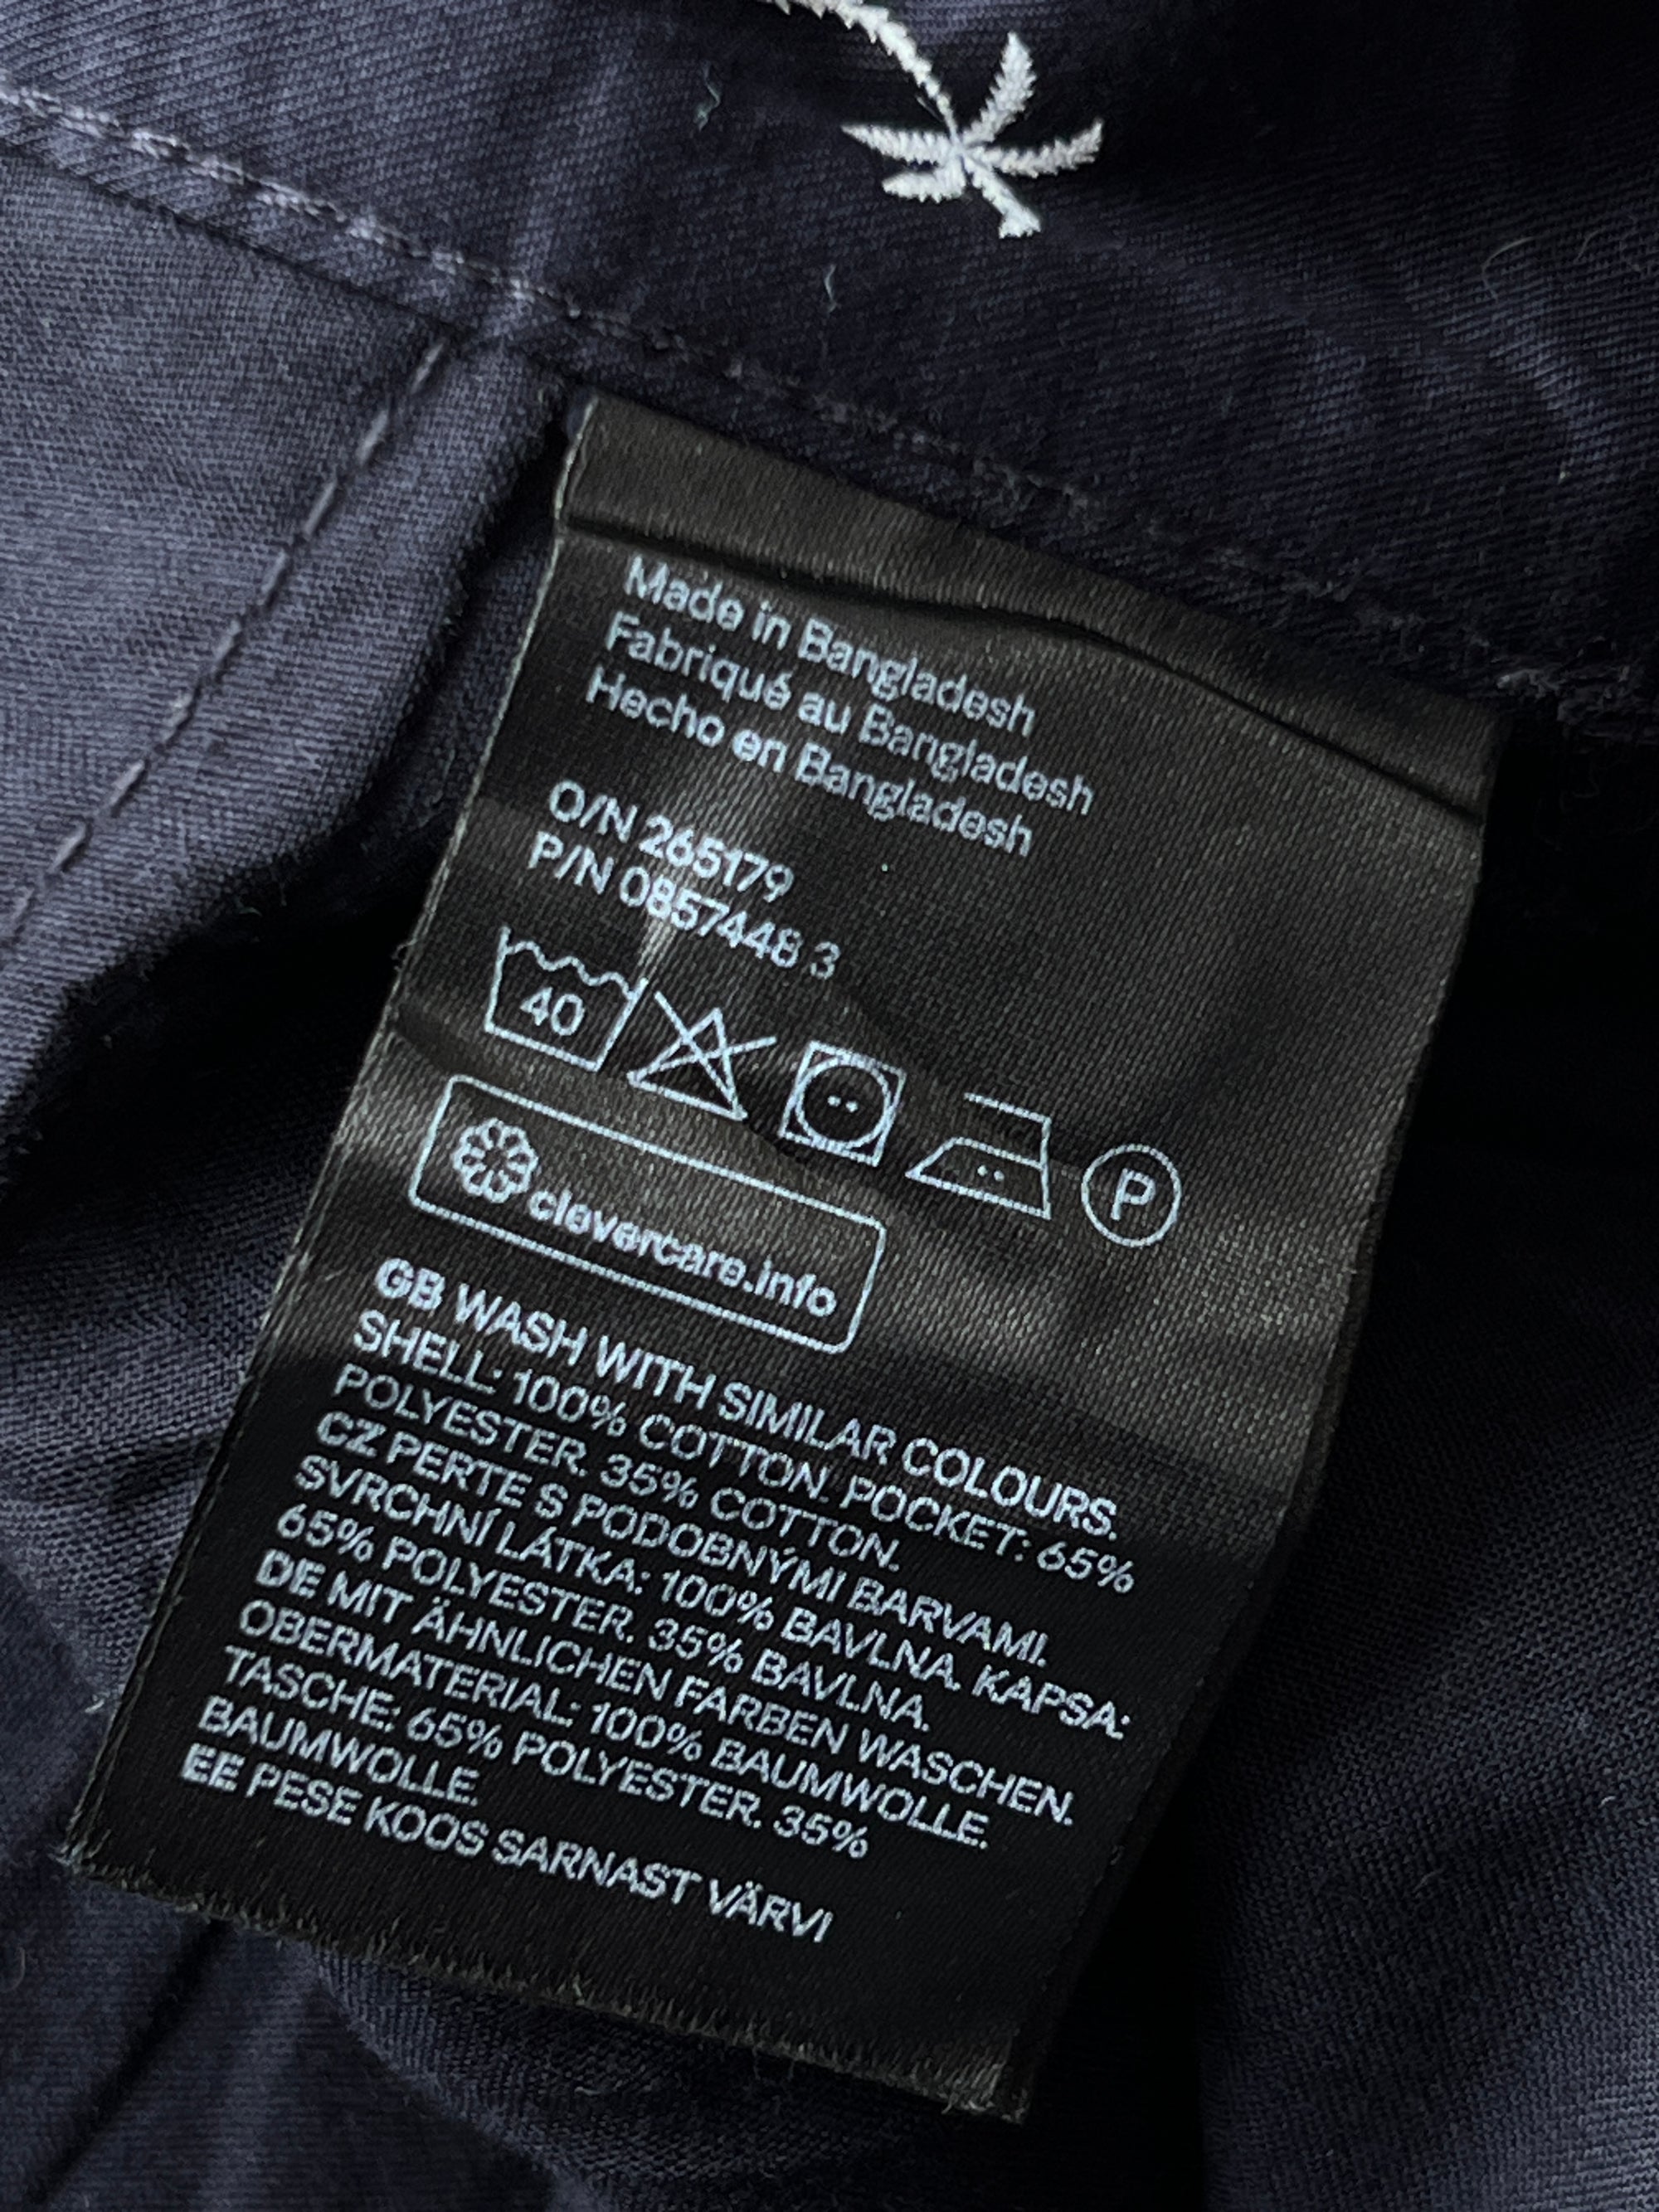 Made in Bangladesh
Fabriqué au Bangladesh
Hecho en Bangladesh
O/N 265179
P/N 0857448 3
40
P
clevercare.info
GB WASH WITH SIMILAR COLOURS.
SHELL: 100% COTTON. POCKET: 65%
POLYESTER. 35% COTTON.
CZ PERTE S PODOBNÝMI BARVAMI.
SVRCHNÍ LÁTKA: 100% BAVLNA. KAPSA:
65% POLYESTER. 35% BAVLNA.
DE MIT ÄHNLICHEN FARBEN WASCHEN.
OBERMATERIAL: 100% BAUMWOLLE.
TASCHE: 65% POLYESTER. 35%
BAUMWOLLE.
EE PESE KOOS SARNAST VÄRVI